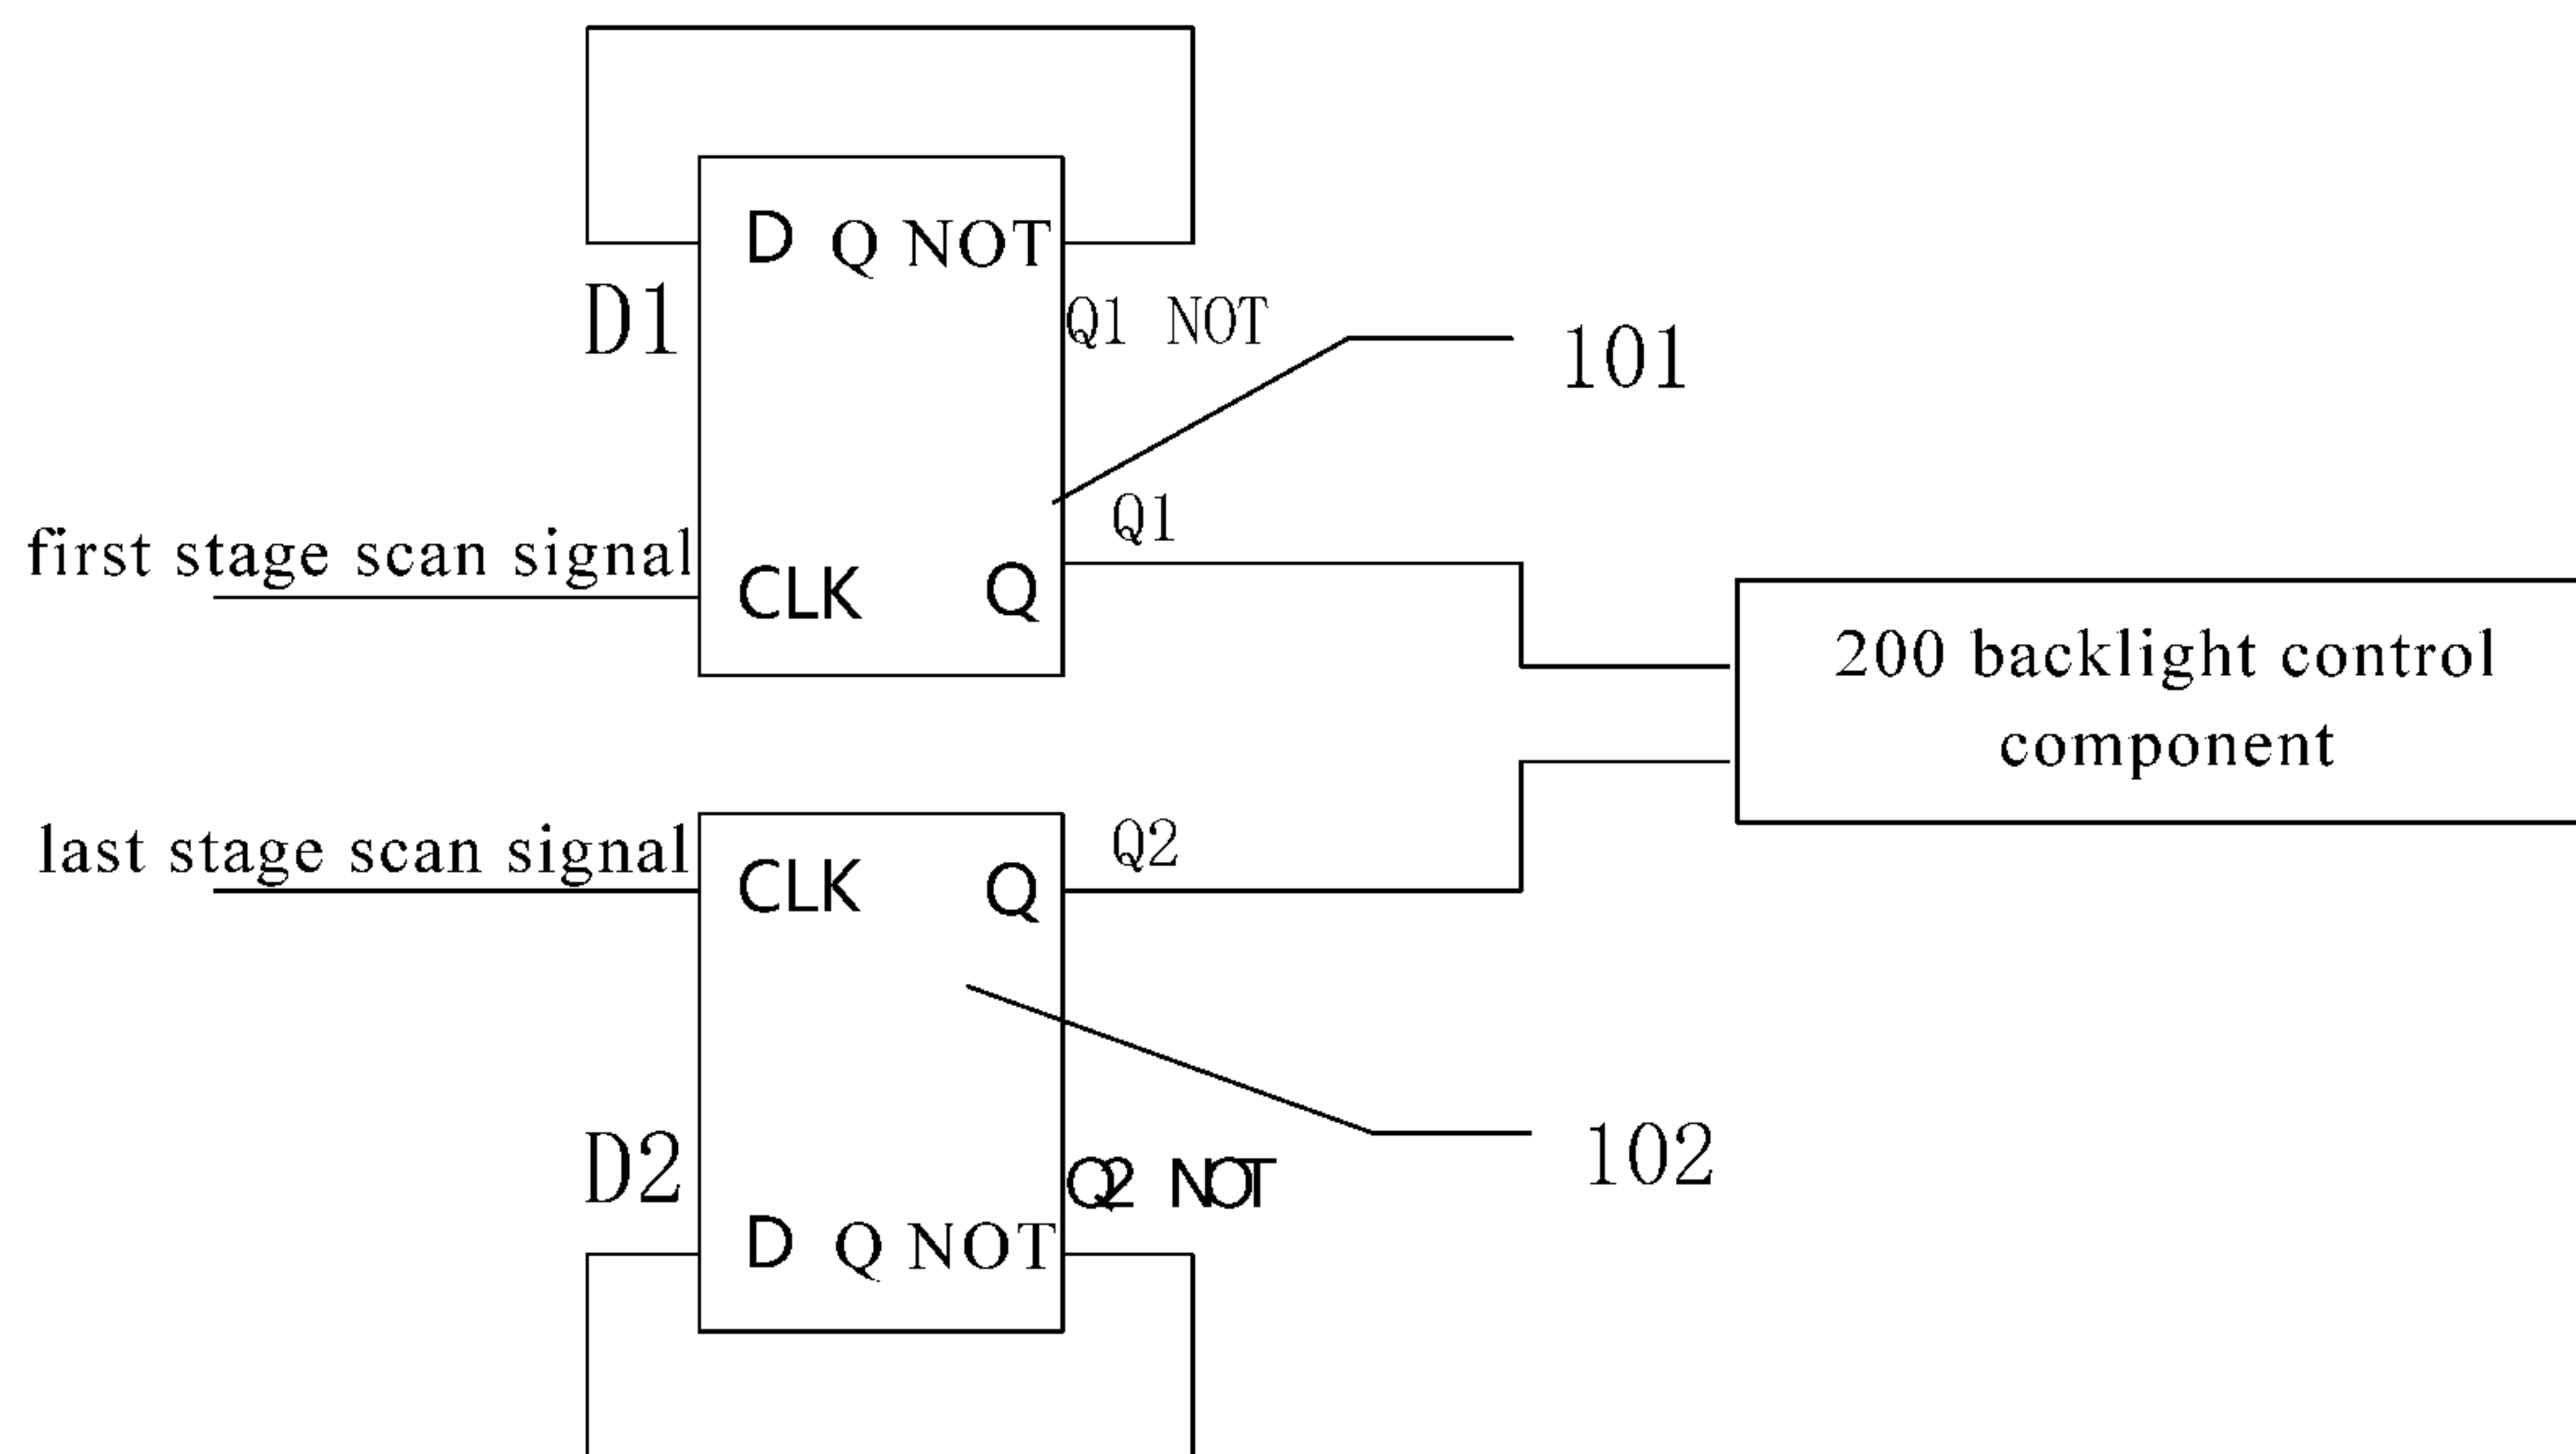 D Q NOT
D1
Q1 NOT
101
Q1
first stage scan signal
CLK Q
200 backlight control
component
last stage scan signal
Q2
CLK Q
102
D2
Q2 NOT
D Q NOT